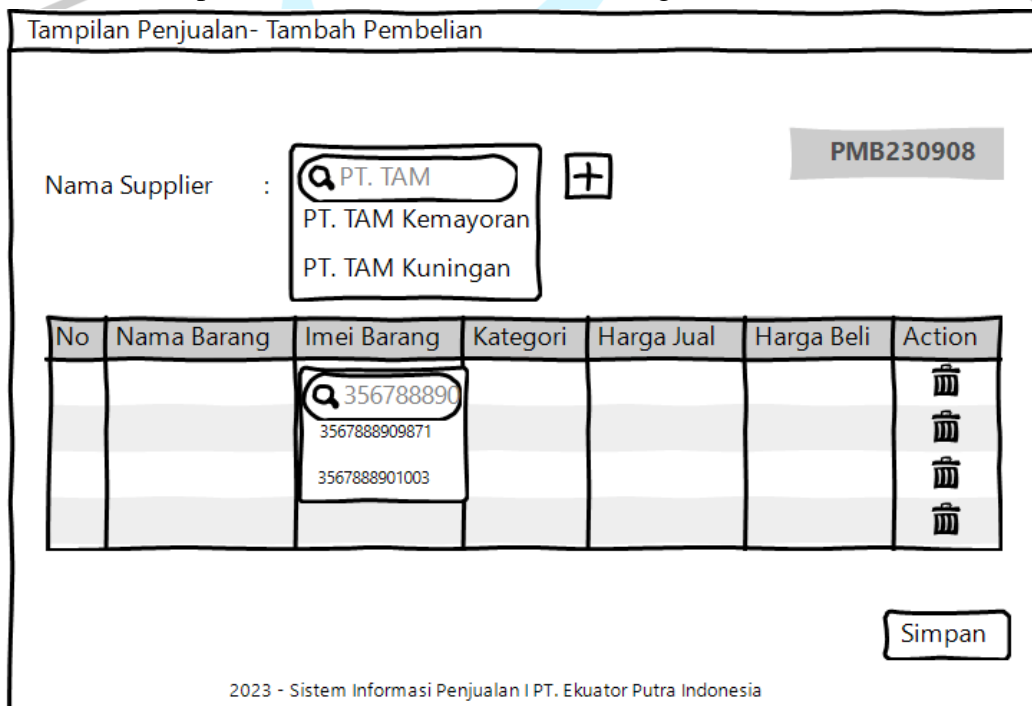 Tampilan Penjualan- Tambah Pembelian
PMB230908
Nama Supplier :
PT. TAM
PT. TAM Kemayoran
PT. TAM Kuningan
No Nama Barang Imei Barang Kategori Harga Jual Harga Beli Action
356788890
3567888909871
3567888901003
Simpan
2023 - Sistem Informasi Penjualan I PT. Ekuator Putra Indonesia